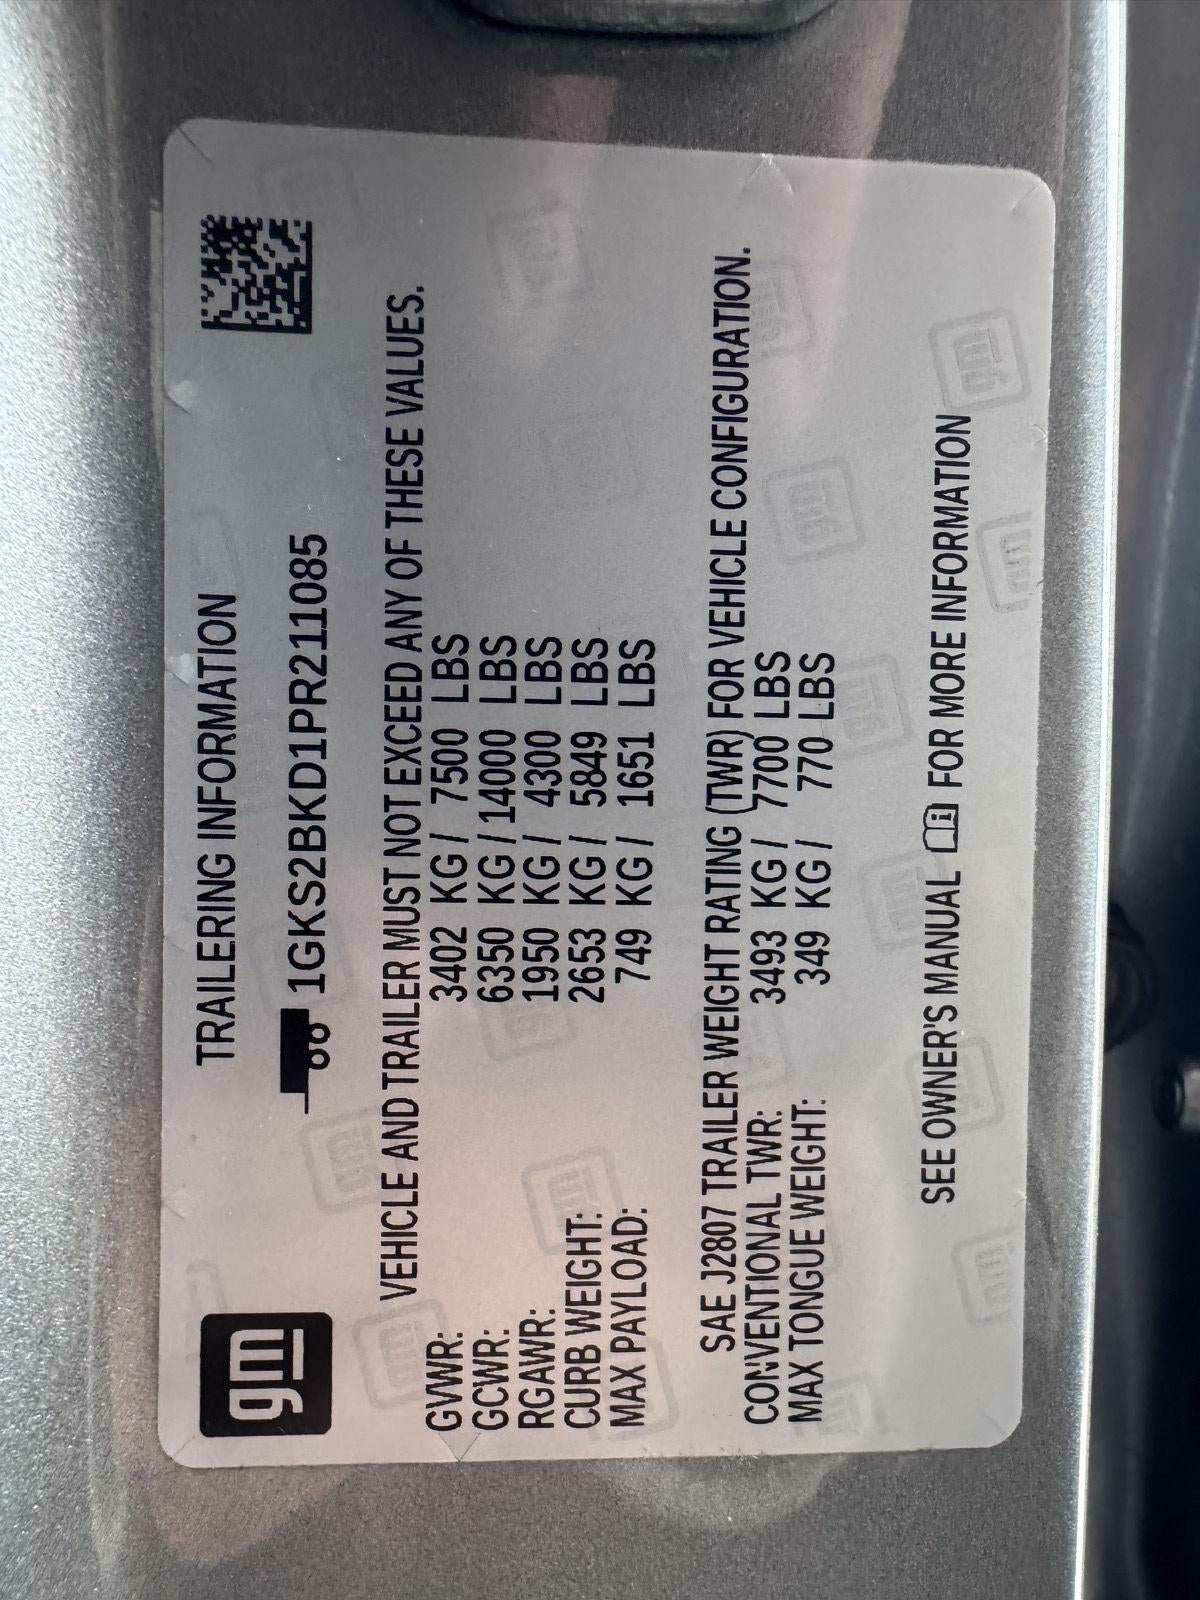 gm
TRAILERING INFORMATION
1GKS2BKD1PR211085
VEHICLE AND TRAILER MUST NOT EXCEED ANY OF THESE VALUES.
GVWR: 3402 KG / 7500 LBS
GCWR: 6350 KG / 14000 LBS
RGAWR: 1950 KG / 4300 LBS
CURB WEIGHT: 2653 KG / 5849 LBS
MAX PAYLOAD: 749 KG / 1651 LBS
SAE J2807 TRAILER WEIGHT RATING (TWR) FOR VEHICLE CONFIGURATION.
CONVENTIONAL TWR: 3493 KG / 7700 LBS
MAX TONGUE WEIGHT: 349 KG / 770 LBS
SEE OWNER'S MANUAL FOR MORE INFORMATION